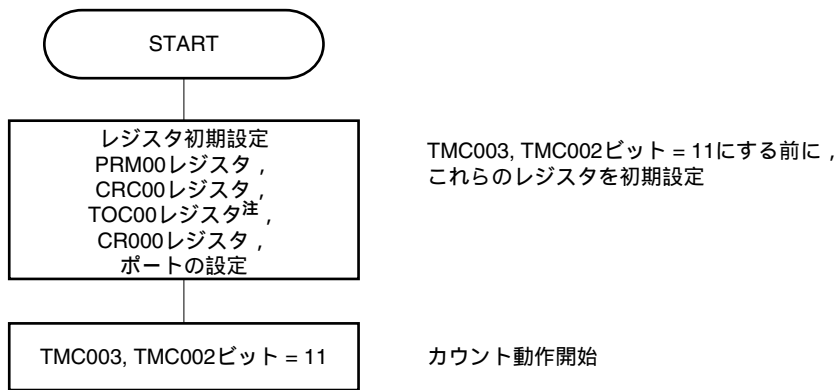 START
レジスタ初期設定
PRM00レジスタ，
CRC00レジスタ，
TOC00レジスタ注，
CR000レジスタ，
ポートの設定
TMC003, TMC002ビット = 11にする前に，
これらのレジスタを初期設定
TMC003, TMC002ビット = 11
カウント動作開始